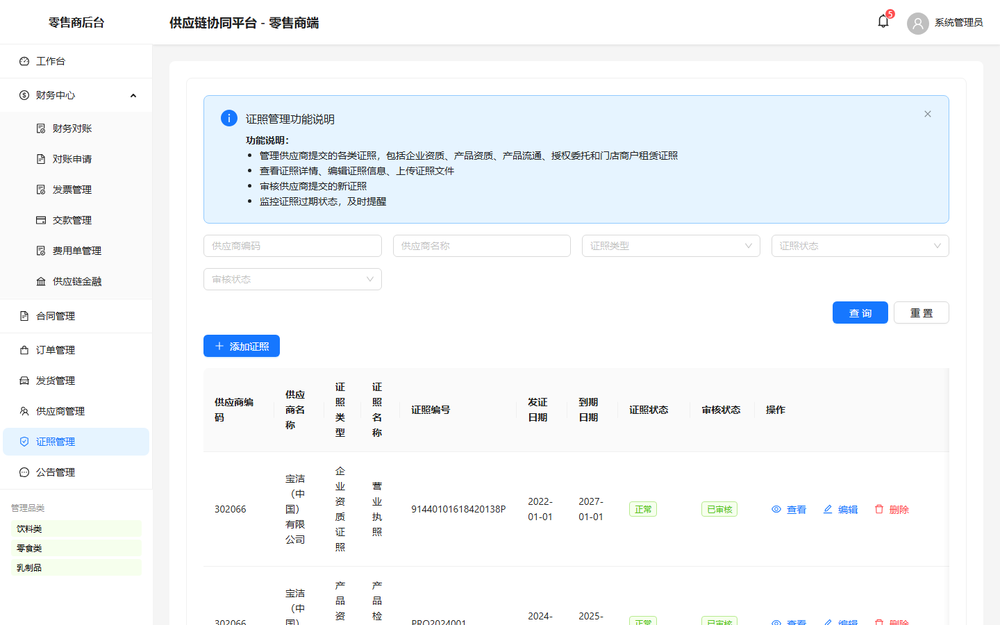 零售商后台
供应链协同平台 - 零售商端
5
系统管理员
工作台
财务中心
财务对账
对账申请
发票管理
交款管理
费用单管理
供应链金融
合同管理
订单管理
发货管理
供应商管理
证照管理
公告管理
管理品类
饮料类
零食类
乳制品
证照管理功能说明
功能说明：
管理供应商提交的各类证照，包括企业资质、产品资质、产品流通、授权委托和门店商户租赁证照
查看证照详情、编辑证照信息、上传证照文件
审核供应商提交的新证照
监控证照过期状态，及时提醒
供应商编码
供应商名称
证照类型
证照状态
审核状态
查 询
重 置
添加证照
供应商编
码
供应
商名
称
证
照
类
型
证
照
名
称
证照编号
发证
日期
到期
日期
证照状态
审核状态
操作
302066
宝洁
（中
国）
有限
公司
企
业
资
质
证
照
营
业
执
照
91440101618420138P
2022-
01-01
2027-
01-01
正常
已审核
查看
编辑
删除
302066
宝洁
（中
国）
产
品
资
产
品
检
PRO2024001
2024-
2025-
正常
已审核
查看
编辑
删除